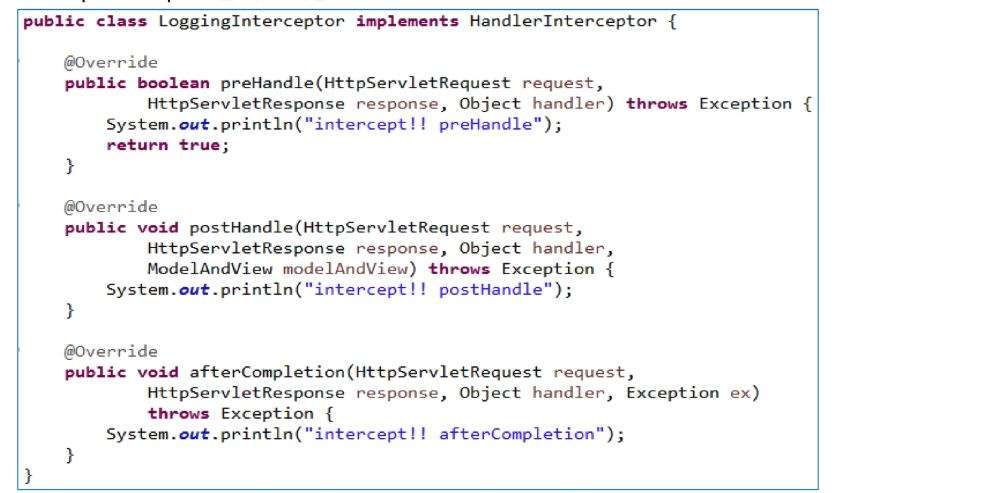 public class LoggingInterceptor implements HandlerInterceptor {
@Override
public boolean preHandle(HttpServletRequest request,
HttpServletResponse response, Object handler) throws Exception {
System.out.println("intercept!! preHandle");
return true;
}
@Override
public void postHandle(HttpServletRequest request,
HttpServletResponse response, Object handler,
ModelAndView modelAndView) throws Exception {
System.out.println("intercept!! postHandle");
}
@Override
public void afterCompletion(HttpServletRequest request,
HttpServletResponse response, Object handler, Exception ex)
throws Exception {
System.out.println("intercept!! afterCompletion");
}
}